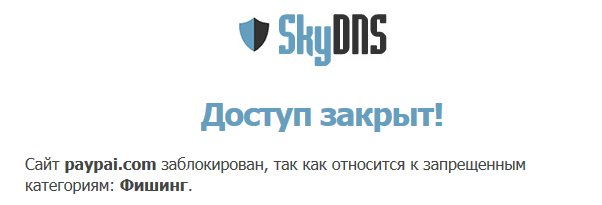 SkyDNS
Доступ закрыт!
Сайт paypai.com заблокирован, так как относится к запрещенным
категориям: Фишинг.